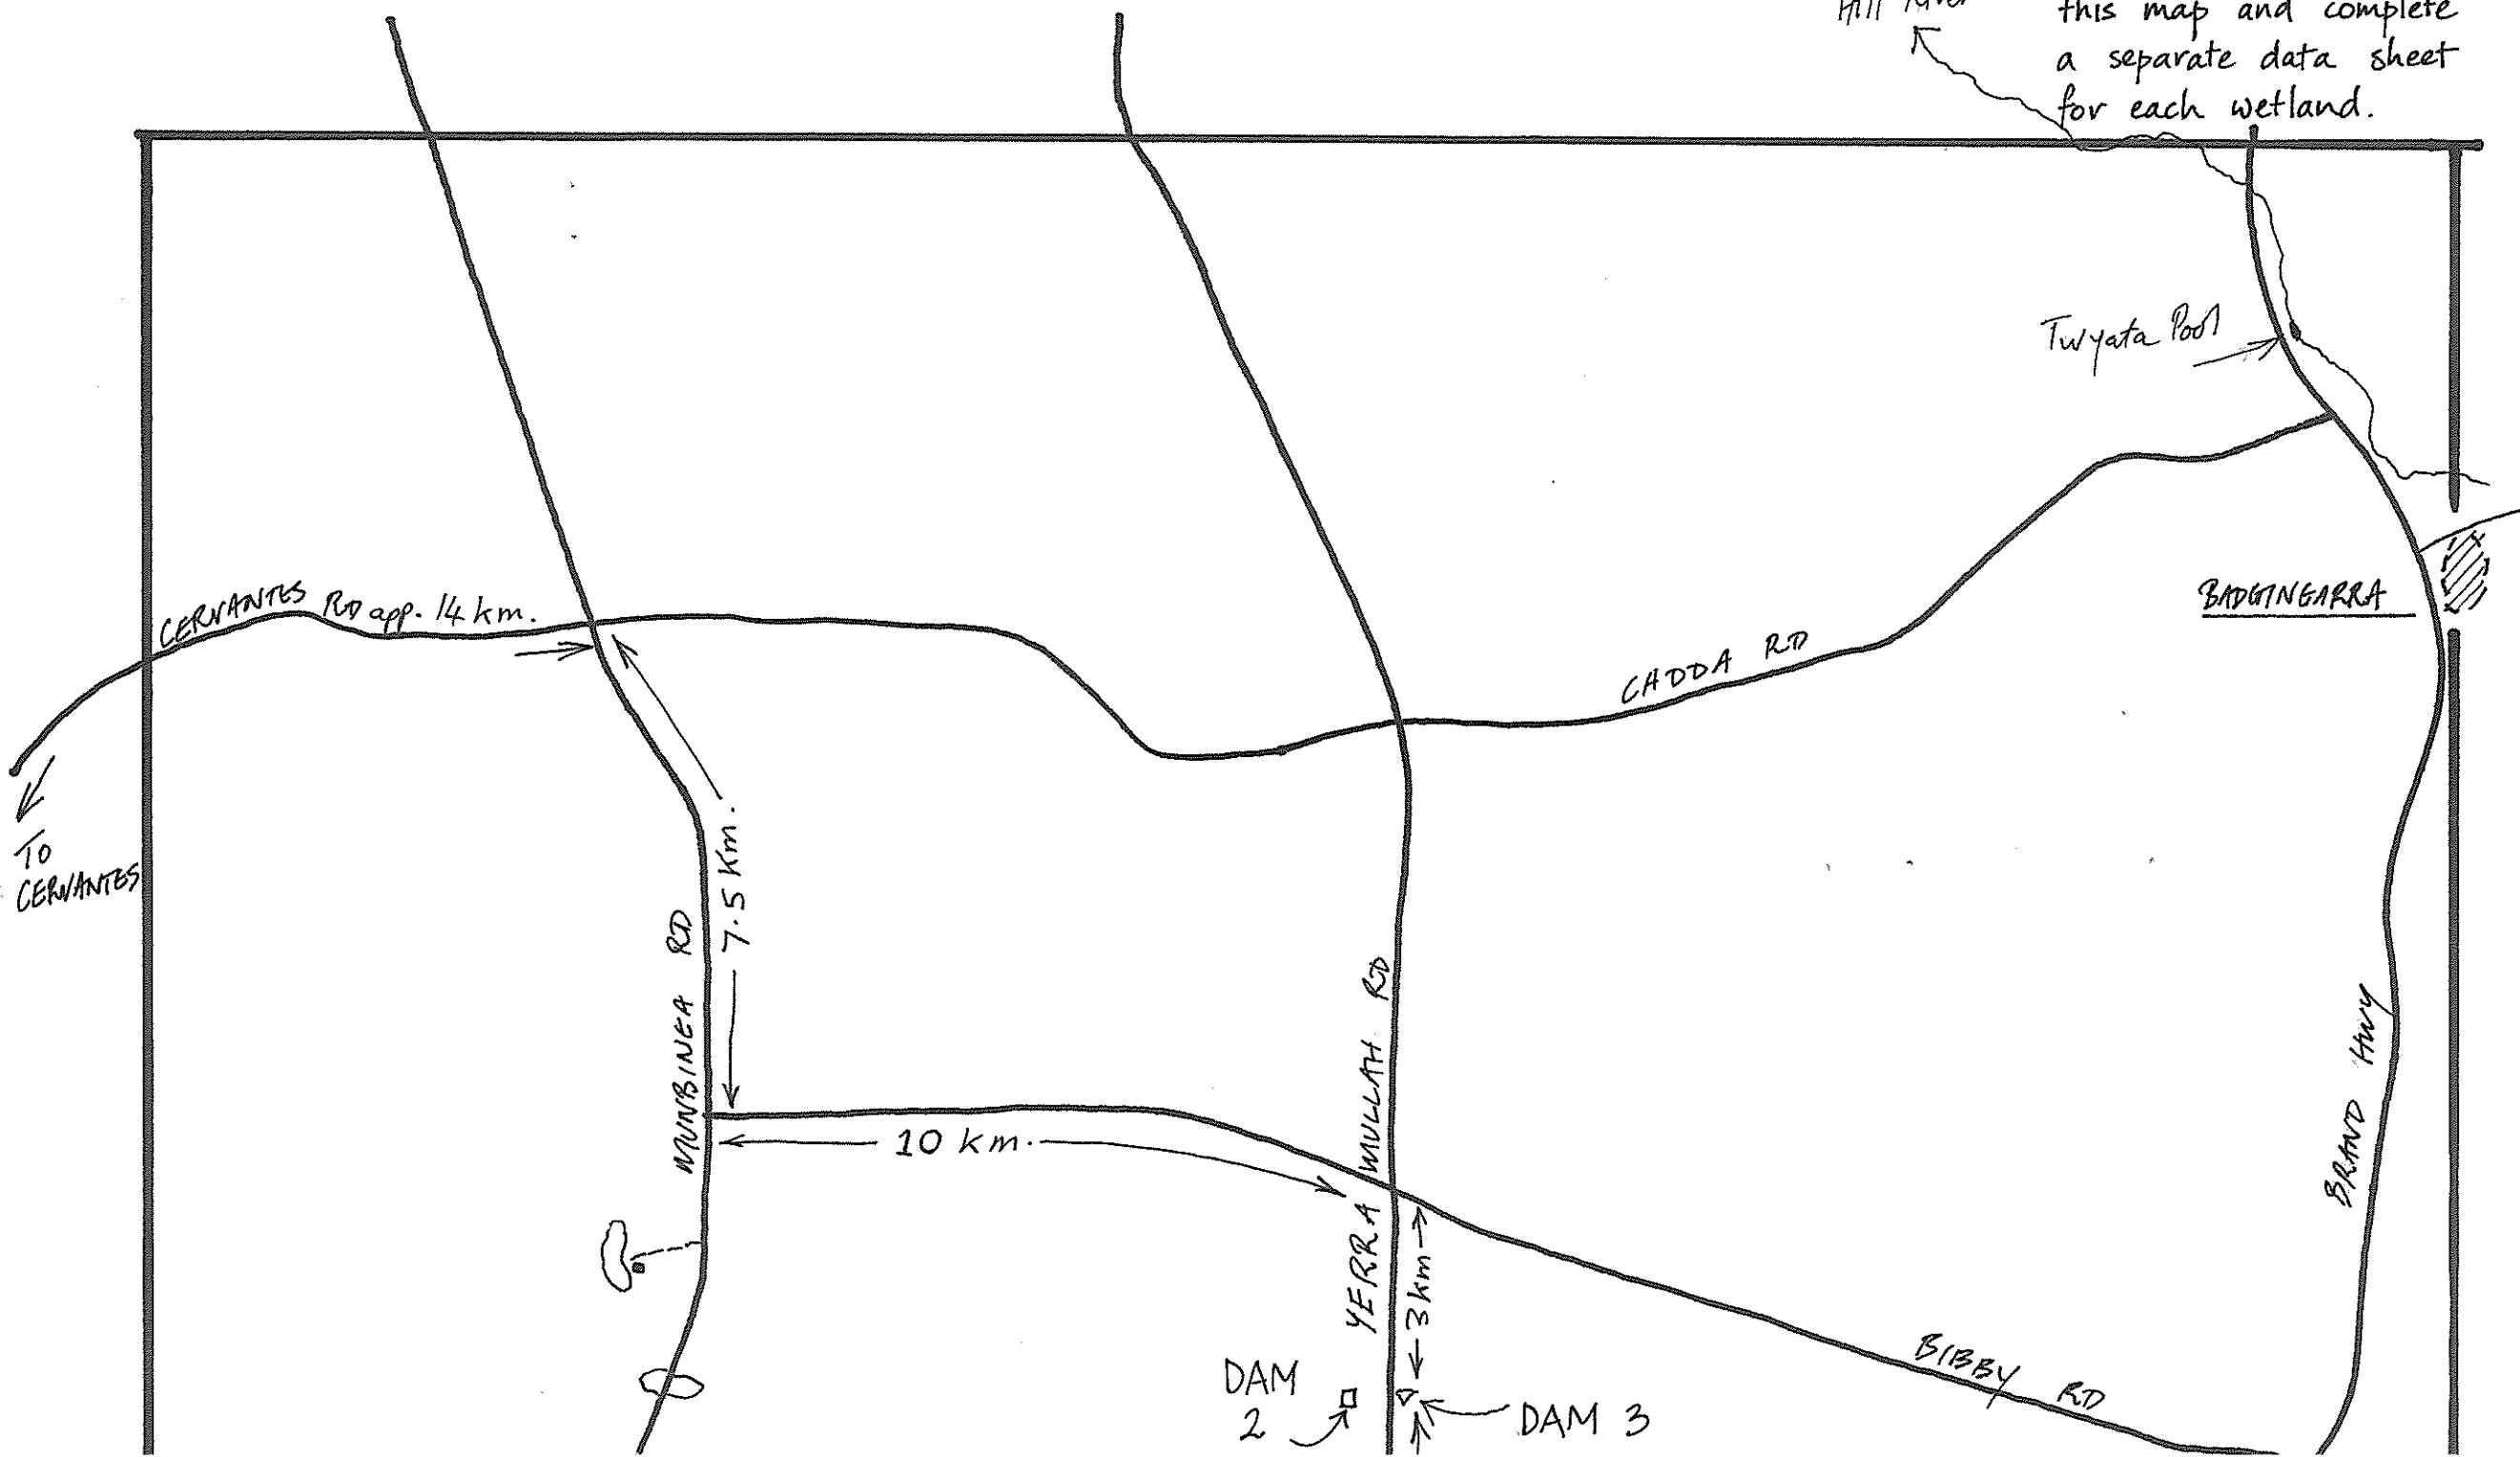 Hill River
this map and complete
a separate data sheet
for each wetland.
Twyata Pool
BADGINGARRA
CERVANTES RD app. 14 km.
CADDA RD
TO
CERVANTES
7.5 Km.
MUNBINEA RD
YERRA MULLAH RD
BRAND HWY
10 km.
3 km
BIBBY RD
DAM
2
DAM 3